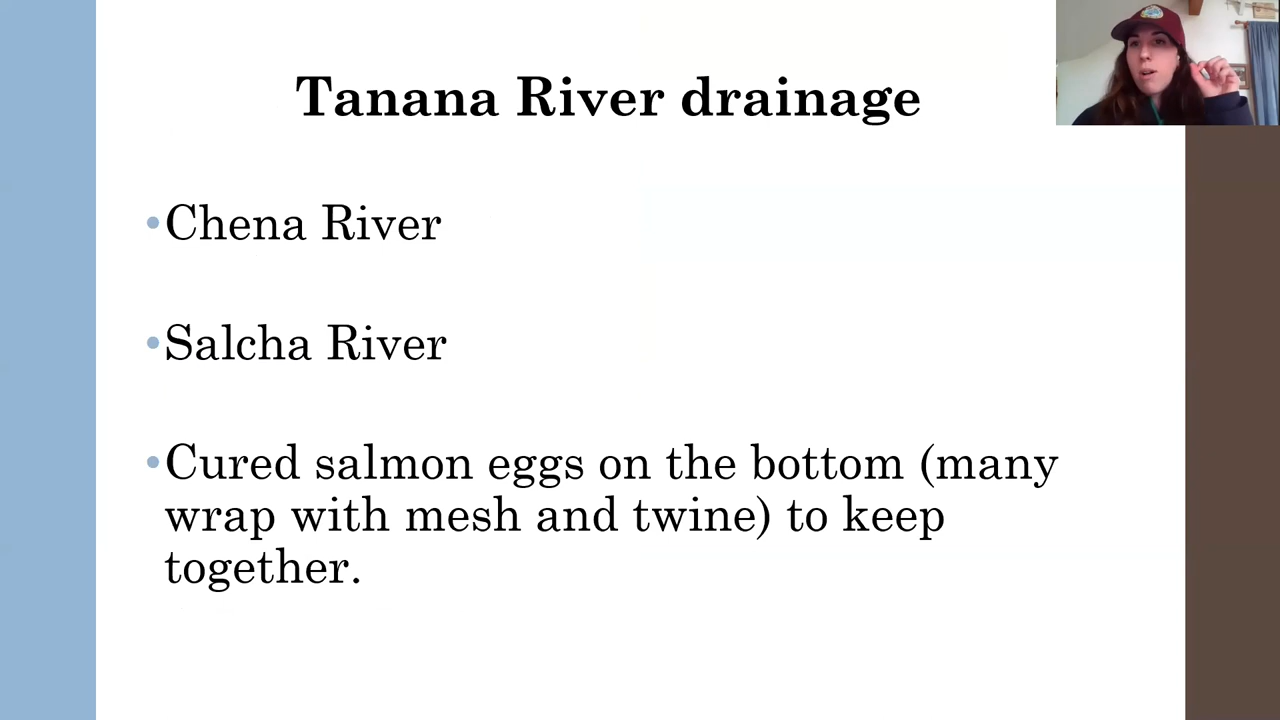 Tanana River drainage
•Chena River
•Salcha River
•Cured salmon eggs on the bottom (many
wrap with mesh and twine) to keep
together.